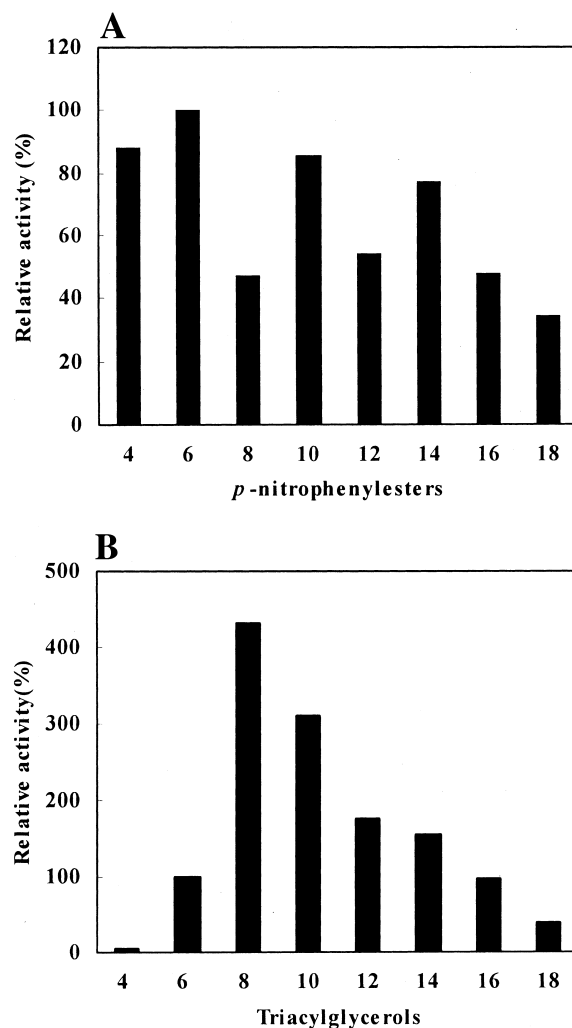 A
120
100
80
60
40
20
0
Relative activity (%)
4 6 8 10 12 14 16 18
p-nitrophenylesters
B
500
400
300
200
100
0
Relative activity(%)
4 6 8 10 12 14 16 18
Triacylglycerols